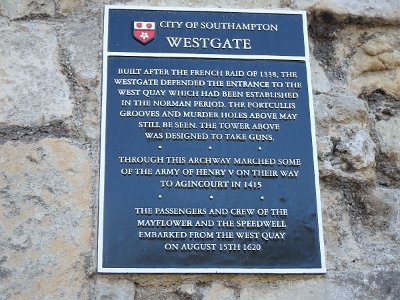 CITY OF SOUTHAMPTON
WESTGATE
BUILT AFTER THE FRENCH RAID OF 1338, THE
WESTGATE DEFENDED THE ENTRANCE TO THE
WEST QUAY WHICH HAD BEEN ESTABLISHED
IN THE NORMAN PERIOD. THE PORTCULLIS
GROOVES AND MURDER HOLES ABOVE MAY
STILL BE SEEN. THE TOWER ABOVE
WAS DESIGNED TO TAKE GUNS.
THROUGH THIS ARCHWAY MARCHED SOME
OF THE ARMY OF HENRY V ON THEIR WAY
TO AGINCOURT IN 1415
THE PASSENGERS AND CREW OF THE
MAYFLOWER AND THE SPEEDWELL
EMBARKED FROM THE WEST QUAY
ON AUGUST 15TH 1620